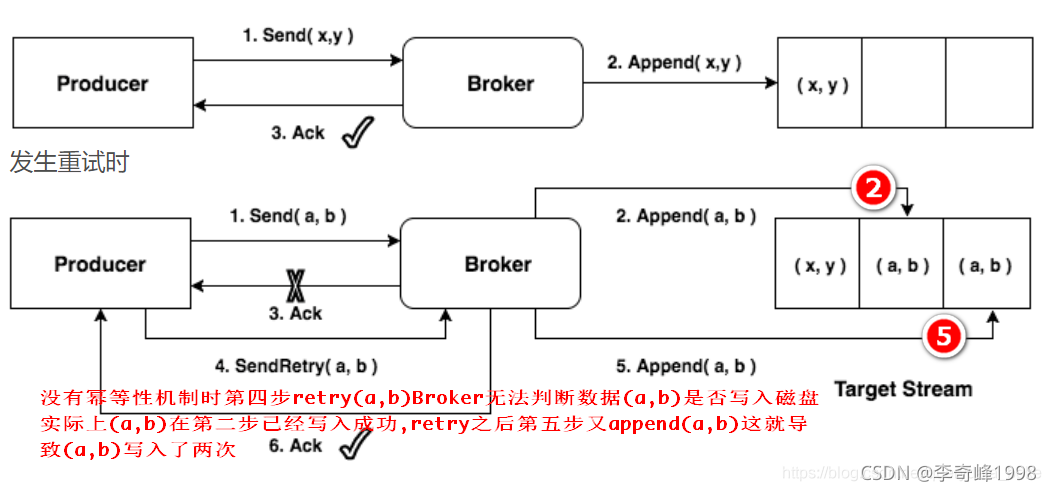 1. Send( x,y )
Producer
Broker
2. Append( x,y )
( x, y )
3. Ack
发生重试时
1. Send( a, b )
2
2. Append( a, b )
Producer
Broker
( x, y ) ( a, b ) ( a, b )
3. Ack
5
4. SendRetry( a, b )
5. Append( a, b )
Target Stream
没有幂等性机制时第四步retry(a,b)Broker无法判断数据(a,b)是否写入磁盘
实际上(a,b)在第二步已经写入成功,retry之后第五步又append(a,b)这就导
致(a,b)写入了两次
6. Ack
https://blog.
CSDN @李奇峰1998